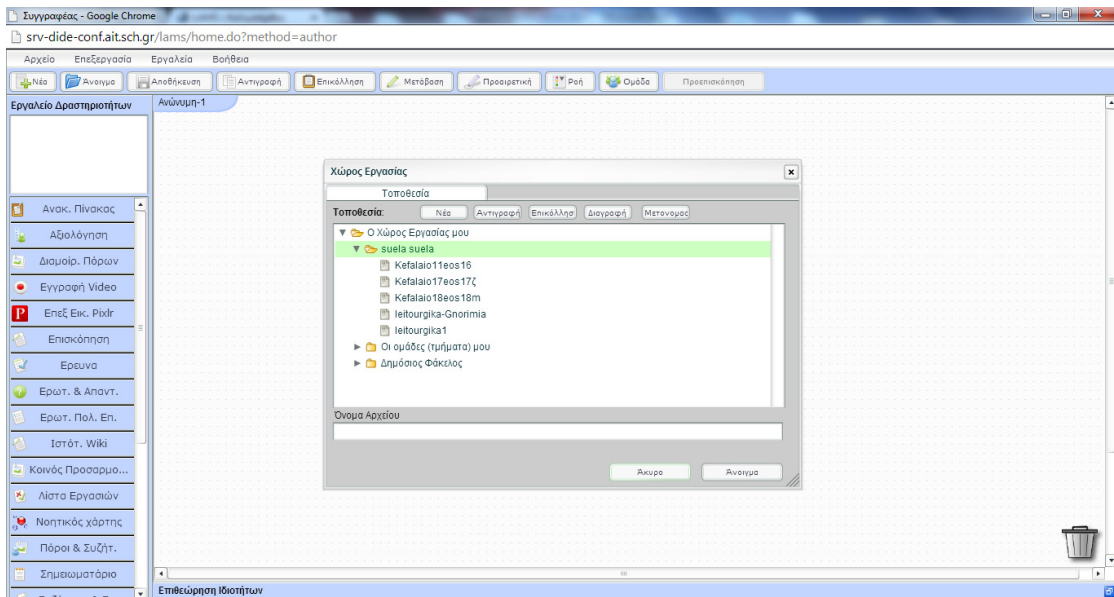 Συγγραφέας - Google Chrome
srv-dide-conf.ait.sch.gr/lams/home.do?method=author
Αρχείο Επεξεργασία Εργαλεία Βοήθεια
Νέα Άνοιγμα Αποθήκευση Αντιγραφή Επικόλληση Μετάβαση Προαιρετική Ροή Ομάδα Προεπισκόπηση
Εργαλείο Δραστηριοτήτων
Ανώνυμη-1
Ανακ. Πίνακας
Αξιολόγηση
Διαμοίρ. Πόρων
Εγγραφή Video
Επεξ Εικ. Pixlr
Επισκόπηση
Ερευνα
Ερωτ. & Απαντ.
Ερωτ. Πολ. Επ.
Ιστότ. Wiki
Κοινός Προσαρμο...
Λίστα Εργασιών
Νοητικός χάρτης
Πόροι & Συζήτ.
Σημειωματάριο
Χώρος Εργασίας
Τοποθεσία
Τοποθεσία: Νέα Αντιγραφή Επικόλλησ Διαγραφή Μετονομας
Ο Χώρος Εργασίας μου
suela suela
Kefalaio11eos16
Kefalaio17eos17ζ
Kefalaio18eos18m
leitourgika-Gnorimia
leitourgika1
Οι ομάδες (τμήματα) μου
Δημόσιος Φάκελος
Όνομα Αρχείου
Άκυρο Άνοιγμα
Επιθεώρηση Ιδιοτήτων